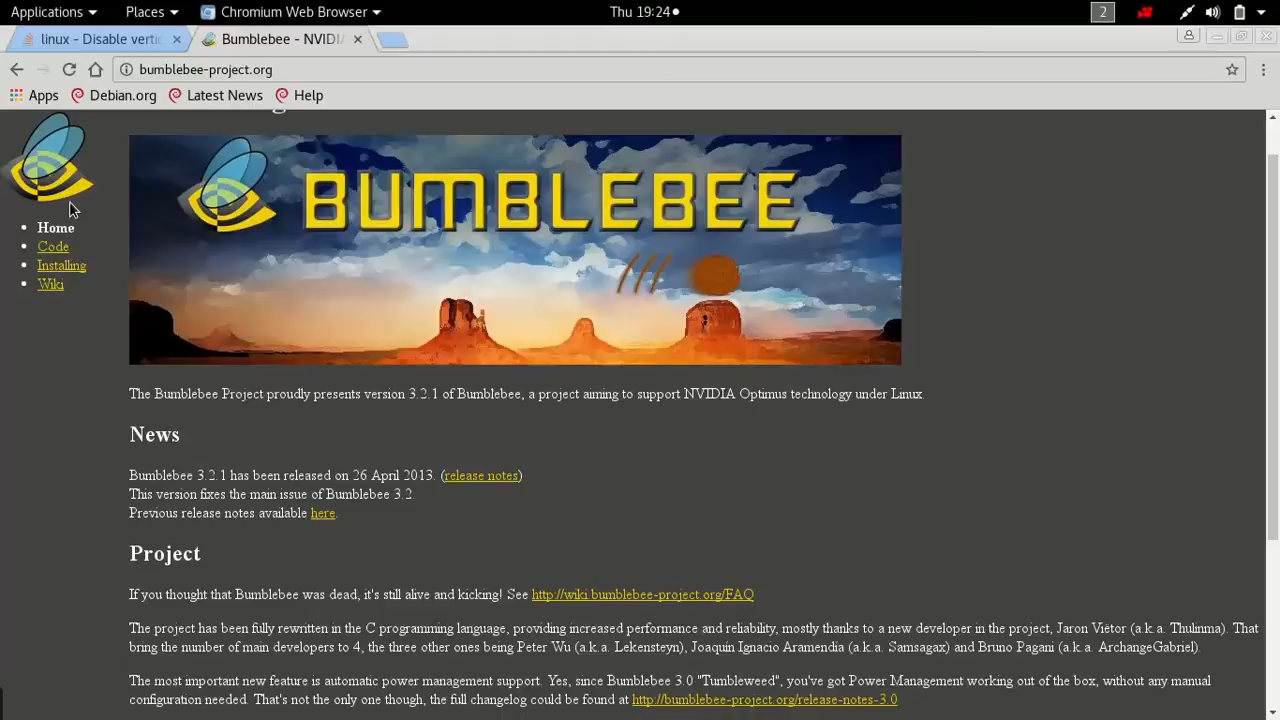 Applications Places Chromium Web Browser Thu 19:24 2
linux - Disable vertic Bumblebee - NVIDI
bumblebee-project.org
Apps Debian.org Latest News Help
BUMBLEBEE
Home
Code
Installing
Wiki
The Bumblebee Project proudly presents version 3.2.1 of Bumblebee, a project aiming to support NVIDIA Optimus technology under Linux.
News
Bumblebee 3.2.1 has been released on 26 April 2013. (release notes)
This version fixes the main issue of Bumblebee 3.2.
Previous release notes available here.
Project
If you thought that Bumblebee was dead, it's still alive and kicking! See http://wiki.bumblebee-project.org/FAQ
The project has been fully rewritten in the C programming language, providing increased performance and reliability, mostly thanks to a new developer in the project, Jaron Viëtor (a.k.a. Thulinma). That
bring the number of main developers to 4, the three other ones being Peter Wu (a.k.a. Lekensteyn), Joaquín Ignacio Aramendía (a.k.a. Samsagax) and Bruno Pagani (a.k.a. ArchangeGabriel).
The most important new feature is automatic power management support. Yes, since Bumblebee 3.0 "Tumbleweed", you've got Power Management working out of the box, without any manual
configuration needed. That's not the only one though, the full changelog could be found at http://bumblebee-project.org/release-notes-3.0